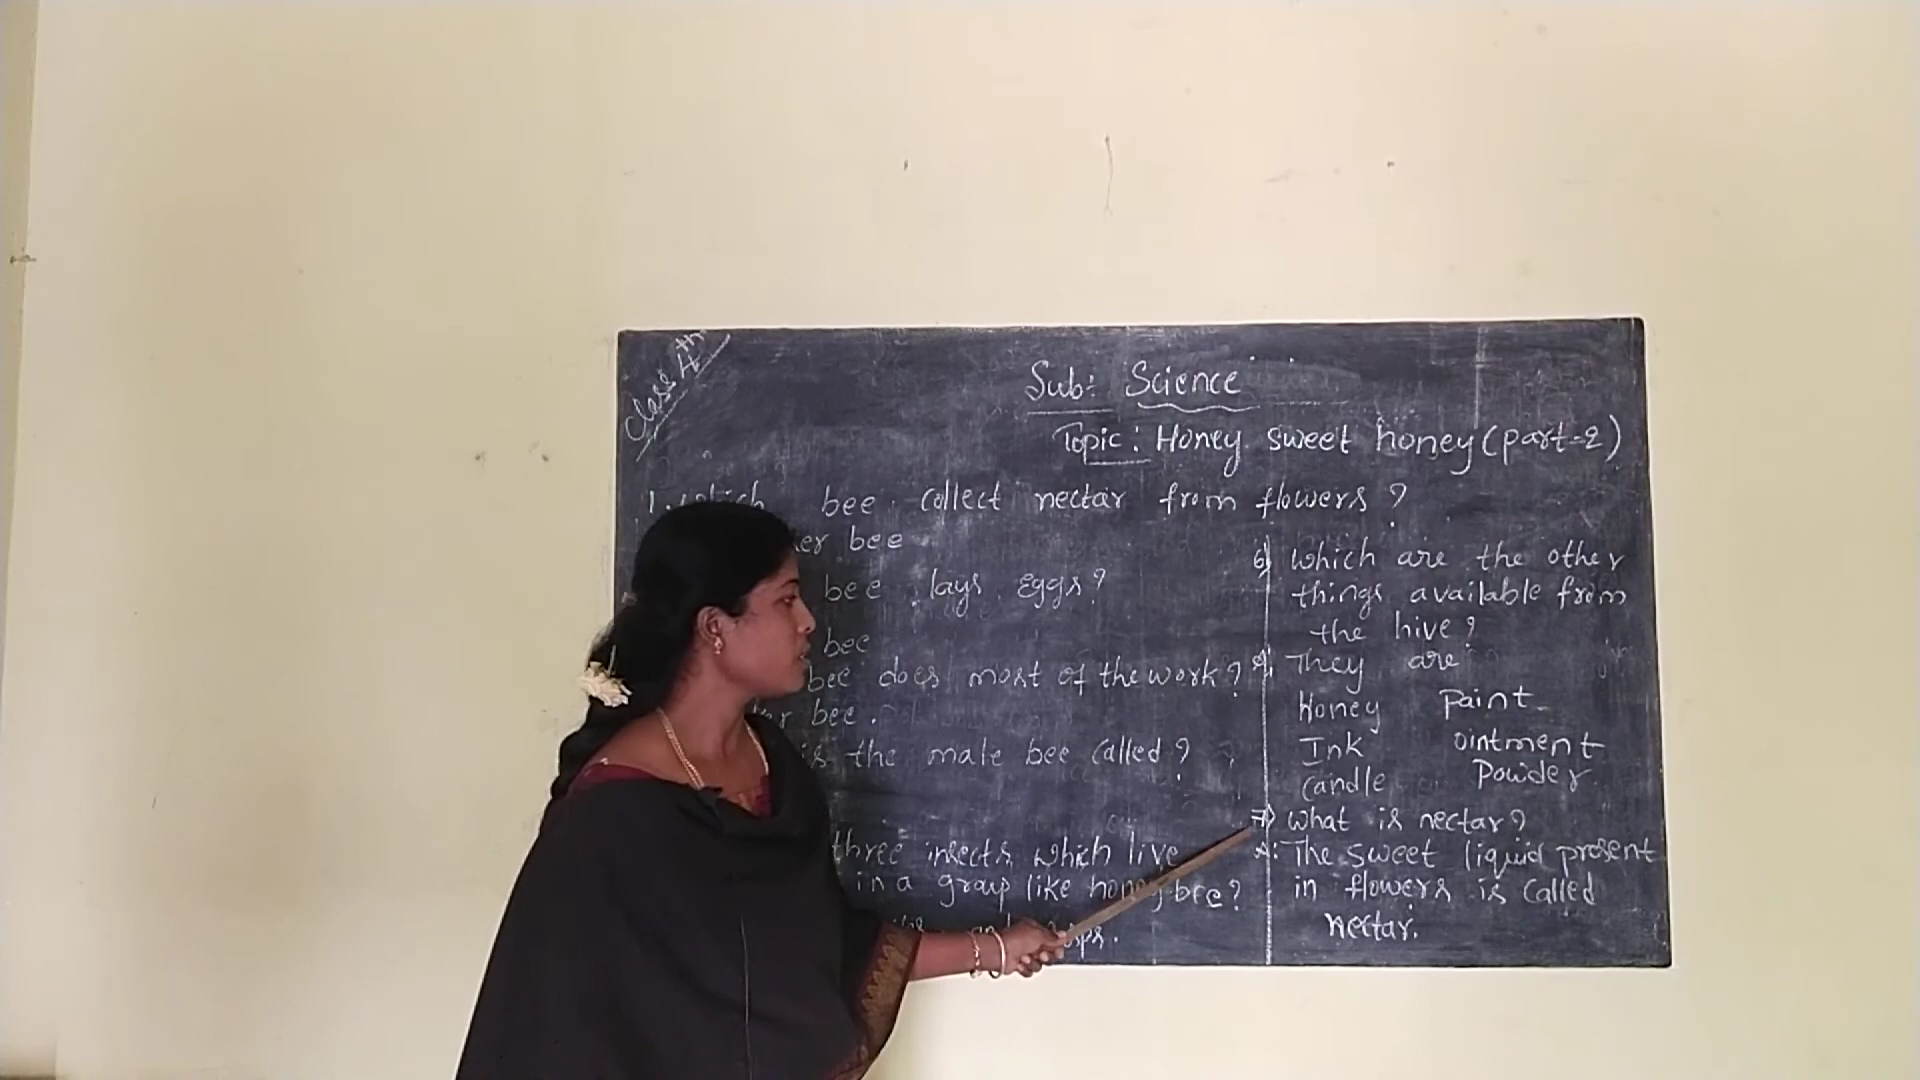 Class 4th
Sub: Science
Topic: Honey sweet honey (part-2)
1. Which bee collect nectar from flowers?
bee
bee lays eggs?
bee
bee does most of the work?
bee.
is the male bee called?
three insects which live
in a group like honey bee?
6) Which are the other
things available from
the hive?
A: They are
Honey Paint
Ink ointment
Candle Powder
7) What is nectar?
A: The sweet liquid present
in flowers is called
nectar.